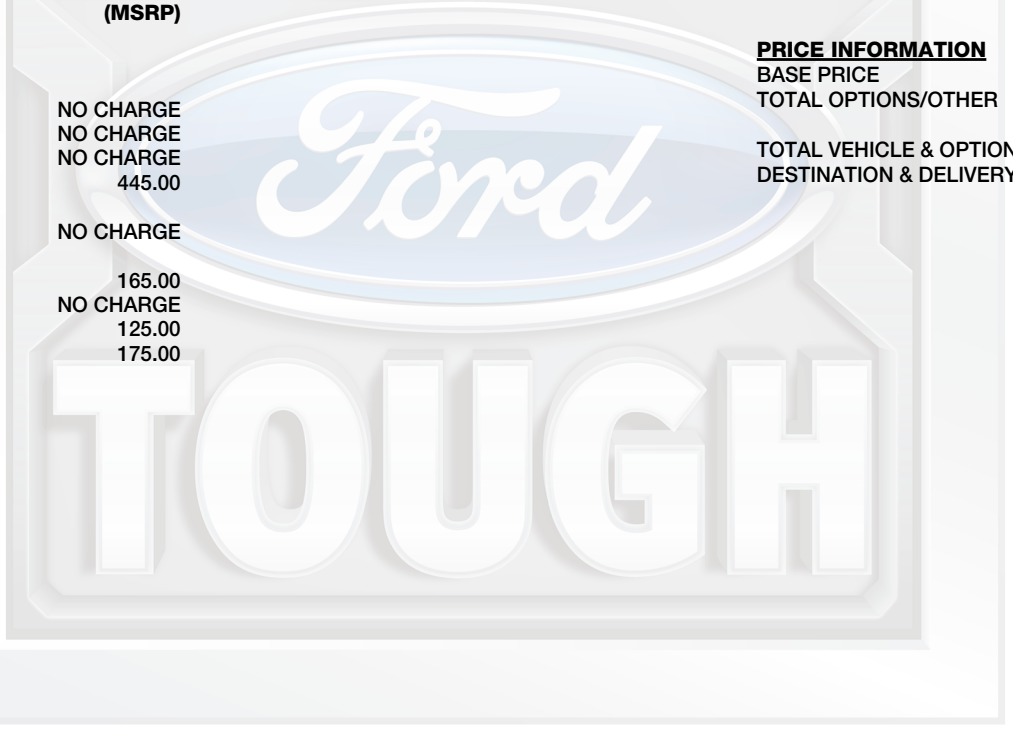 (MSRP)
NO CHARGE
NO CHARGE
NO CHARGE
445.00
NO CHARGE
165.00
NO CHARGE
125.00
175.00
PRICE INFORMATION
BASE PRICE
TOTAL OPTIONS/OTHER
TOTAL VEHICLE & OPTION
DESTINATION & DELIVERY
Ford
TOUGH